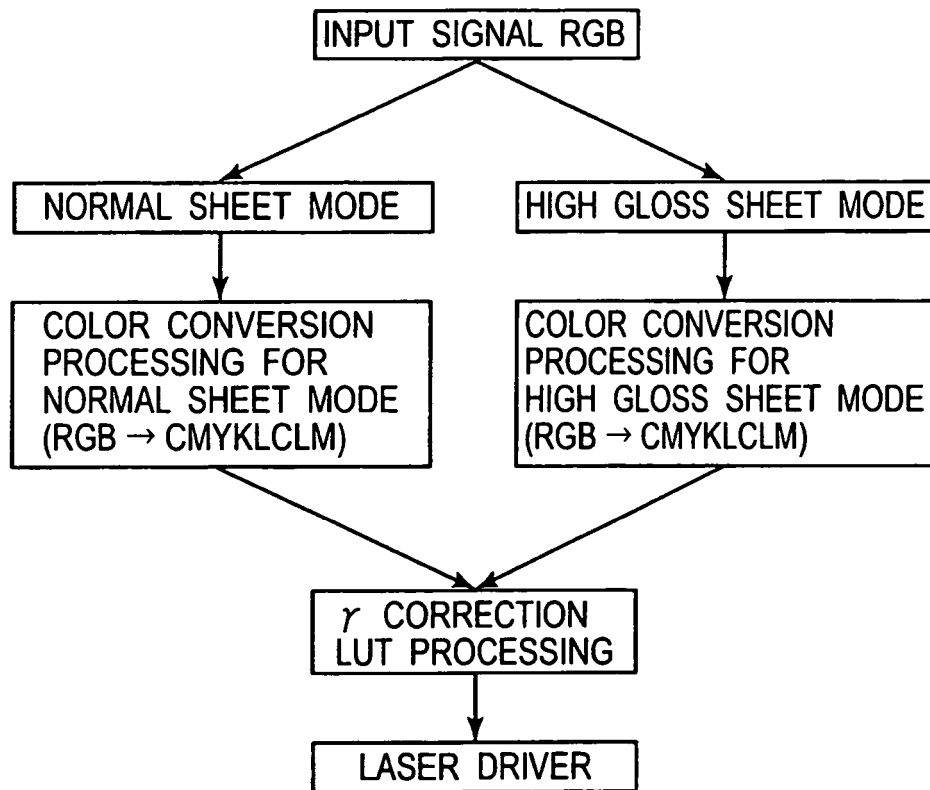 INPUT SIGNAL RGB
NORMAL SHEET MODE
HIGH GLOSS SHEET MODE
COLOR CONVERSION
PROCESSING FOR
NORMAL SHEET MODE
(RGB → CMYKLCLM)
COLOR CONVERSION
PROCESSING FOR
HIGH GLOSS SHEET MODE
(RGB → CMYKLCLM)
γ CORRECTION
LUT PROCESSING
LASER DRIVER